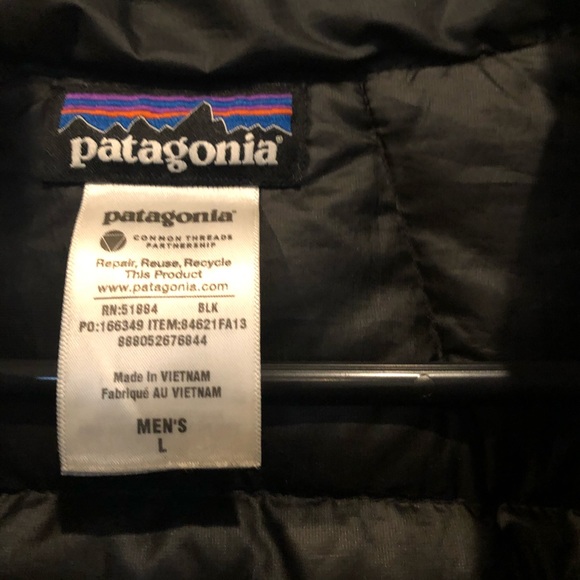 patagonia
patagonia
COMMON THREADS
PARTNERSHIP
Repair, Reuse, Recycle
This Product
www.patagonia.com
RN:51884 BLK
PO:166349 ITEM:84621FA13
888052676844
Made in VIETNAM
Fabriqué AU VIETNAM
MEN'S
L